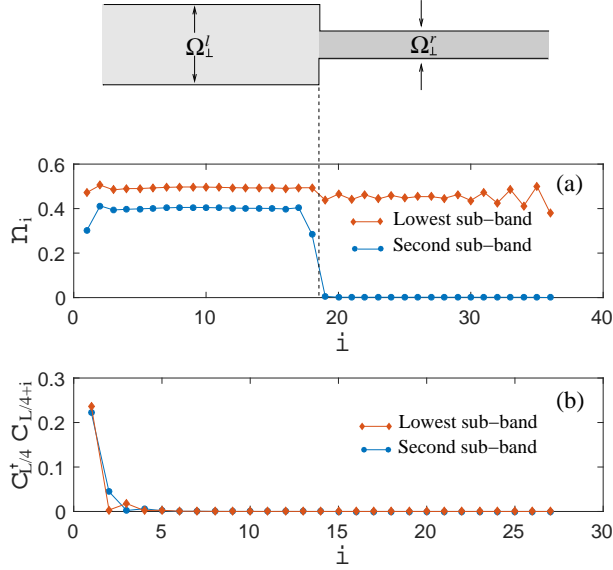 Ω⊥ˡ Ω⊥ʳ
0.6
(a)
0.4
nᵢ
Lowest sub−band
Second sub−band
0.2
0
0 10 20 30 40
i
0.3
(b)
0.2
C†L/4 CL/4+i
Lowest sub−band
Second sub−band
0.1
0
0 5 10 15 20 25 30
i